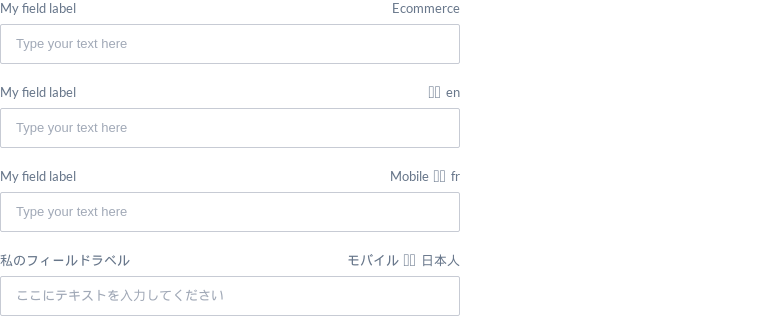 My field label Ecommerce
Type your text here
My field label en
Type your text here
My field label Mobile fr
Type your text here
私のフィールドラベル モバイル 日本人
ここにテキストを入力してください